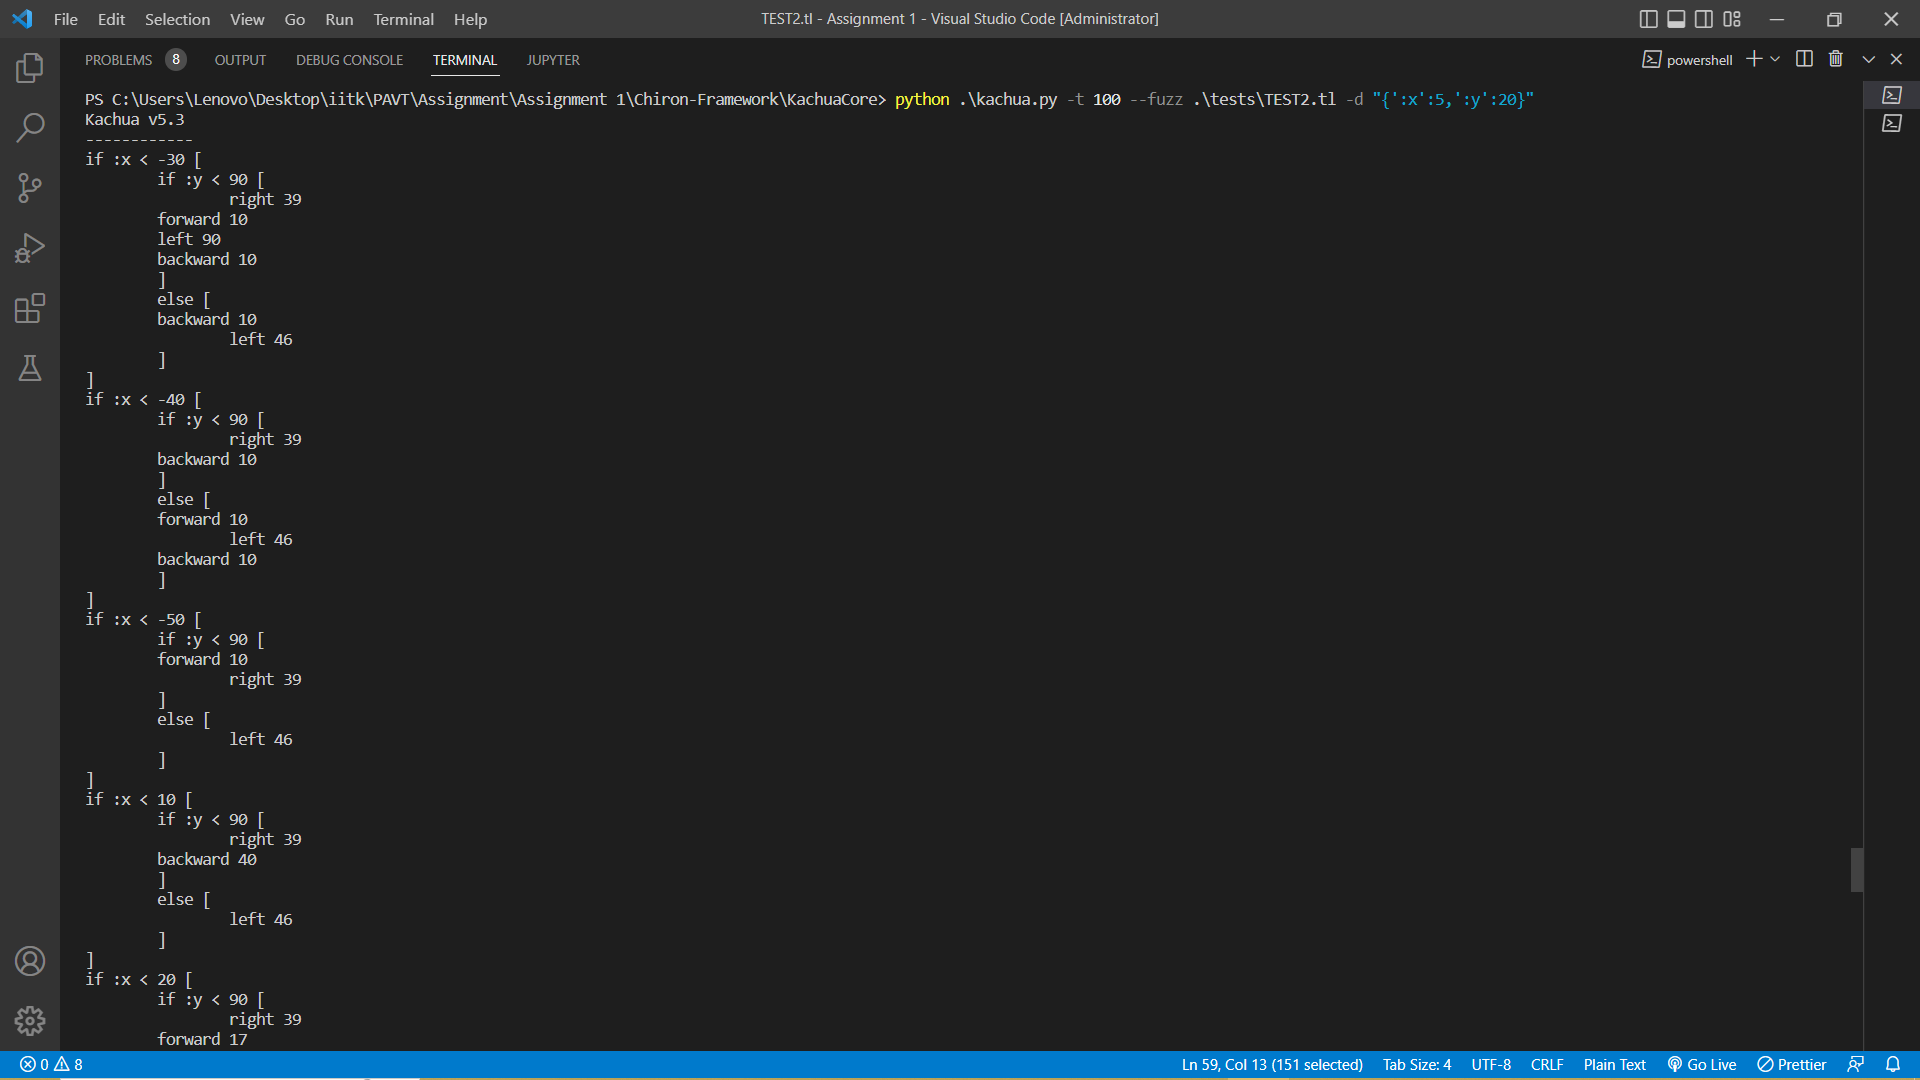 File Edit Selection View Go Run Terminal Help TEST2.tl - Assignment 1 - Visual Studio Code [Administrator]
PROBLEMS 8 OUTPUT DEBUG CONSOLE TERMINAL JUPYTER powershell
PS C:\Users\Lenovo\Desktop\iitk\PAVT\Assignment\Assignment 1\Chiron-Framework\KachuaCore> python .\kachua.py -t 100 --fuzz .\tests\TEST2.tl -d "{':x':5,':y':20}"
Kachua v5.3
------------
if :x < -30 [
        if :y < 90 [
                right 39
        forward 10
        left 90
        backward 10
        ]
        else [
        backward 10
                left 46
        ]
]
if :x < -40 [
        if :y < 90 [
                right 39
        backward 10
        ]
        else [
        forward 10
                left 46
        backward 10
        ]
]
if :x < -50 [
        if :y < 90 [
        forward 10
                right 39
        ]
        else [
                left 46
        ]
]
if :x < 10 [
        if :y < 90 [
                right 39
        backward 40
        ]
        else [
                left 46
        ]
]
if :x < 20 [
        if :y < 90 [
                right 39
        forward 17
0 8 Ln 59, Col 13 (151 selected) Tab Size: 4 UTF-8 CRLF Plain Text Go Live Prettier